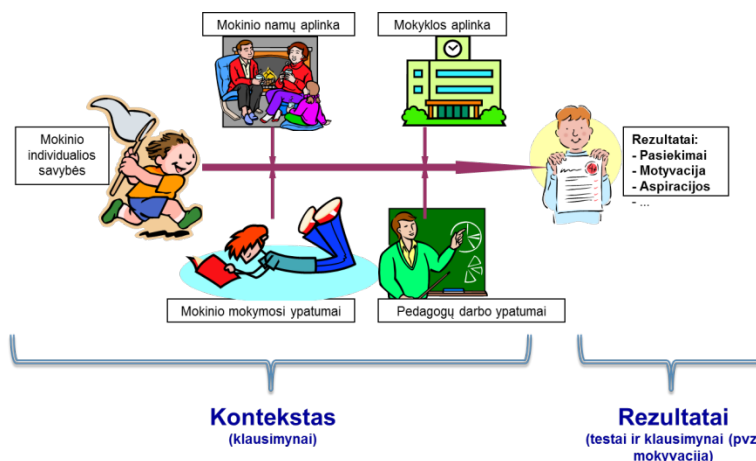 Mokinio namų aplinka
Mokyklos aplinka
Mokinio
individualios
savybės
Rezultatai:
- Pasiekimai
- Motyvacija
- Aspiracijos
- ...
Mokinio mokymosi ypatumai
Pedagogų darbo ypatumai
Kontekstas
(klausimynai)
Rezultatai
(testai ir klausimynai (pvz
mokyvacija)